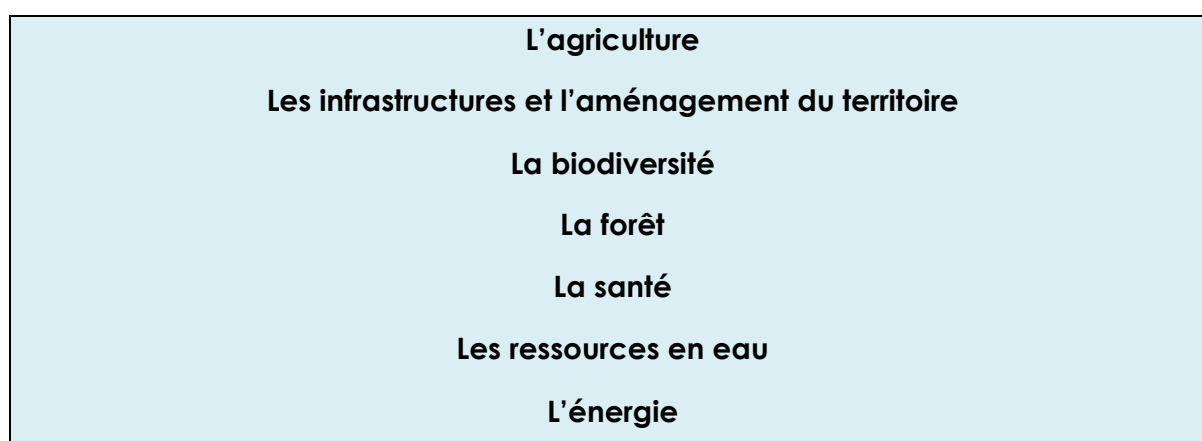 L’agriculture
Les infrastructures et l’aménagement du territoire
La biodiversité
La forêt
La santé
Les ressources en eau
L’énergie